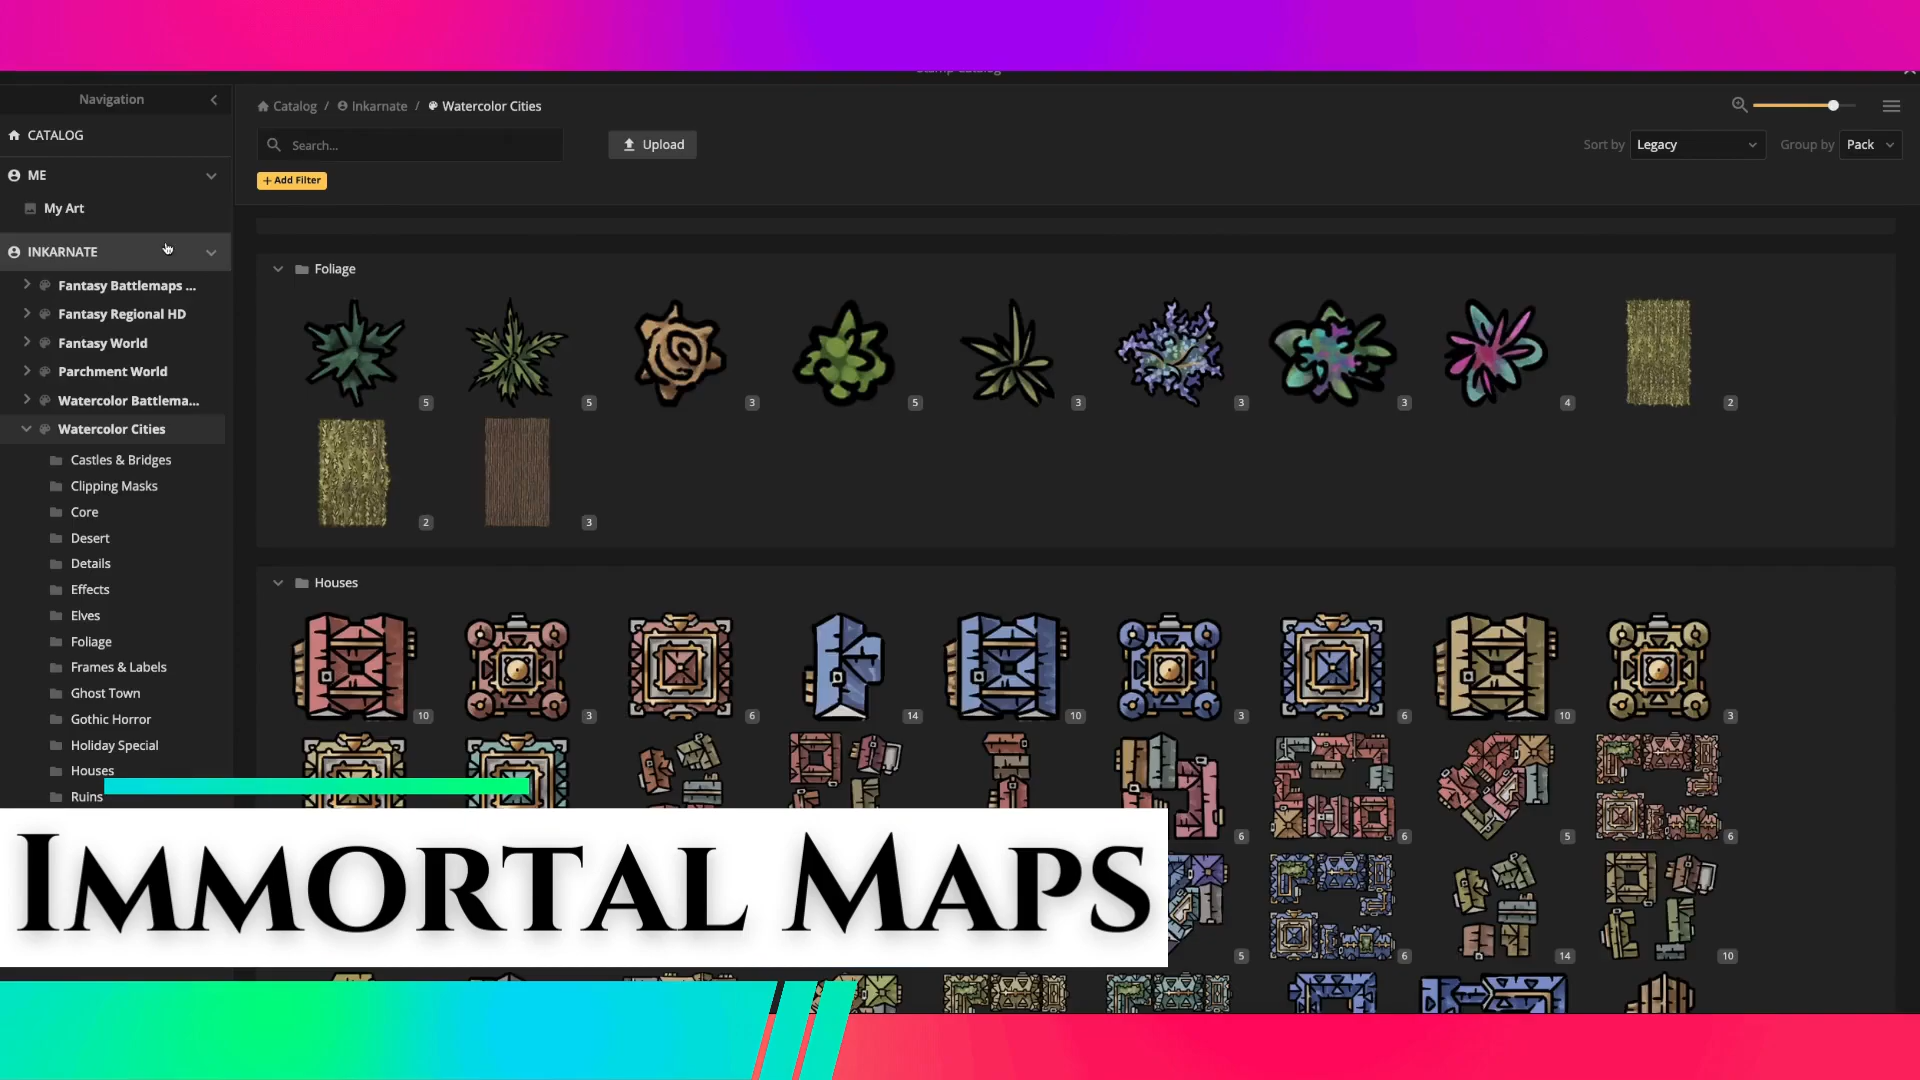 Stamp Catalog
Navigation
Catalog / Inkarnate / Watercolor Cities
CATALOG
Search...
Upload
Sort by Legacy
Group by Pack
+ Add Filter
ME
My Art
INKARNATE
Fantasy Battlemaps ...
Fantasy Regional HD
Fantasy World
Parchment World
Watercolor Battlema...
Watercolor Cities
Castles & Bridges
Clipping Masks
Core
Desert
Details
Effects
Elves
Foliage
Frames & Labels
Ghost Town
Gothic Horror
Holiday Special
Houses
Ruins
Foliage
5 5 3 5 3 3 3 4 2
2 3
Houses
10 3 6 14 10 3 6 10 3
6 6 5 6
5 6 14 10
IMMORTAL MAPS